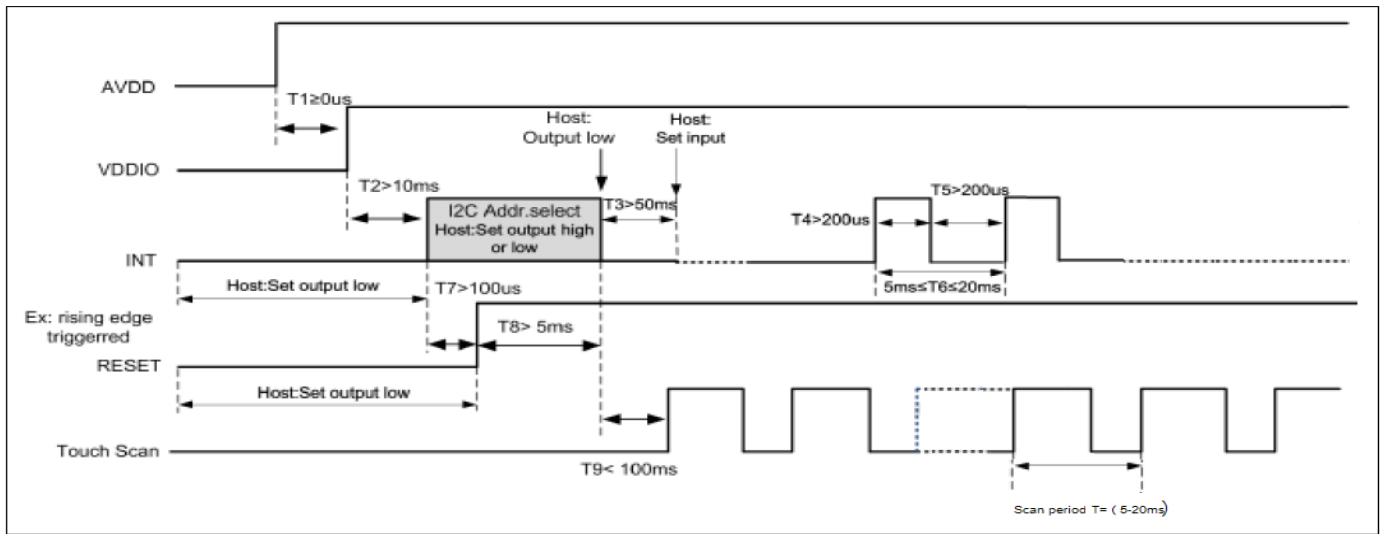 AVDD
T1≥0us
Host:
Output low
Host:
Set input
VDDIO
T2>10ms
I2C Addr.select
Host:Set output high
or low
T3>50ms
T4>200us
T5>200us
INT
Host:Set output low
T7>100us
5ms≤T6≤20ms
Ex: rising edge
triggerred
T8> 5ms
RESET
Host:Set output low
Touch Scan
T9< 100ms
Scan period T= ( 5-20ms)